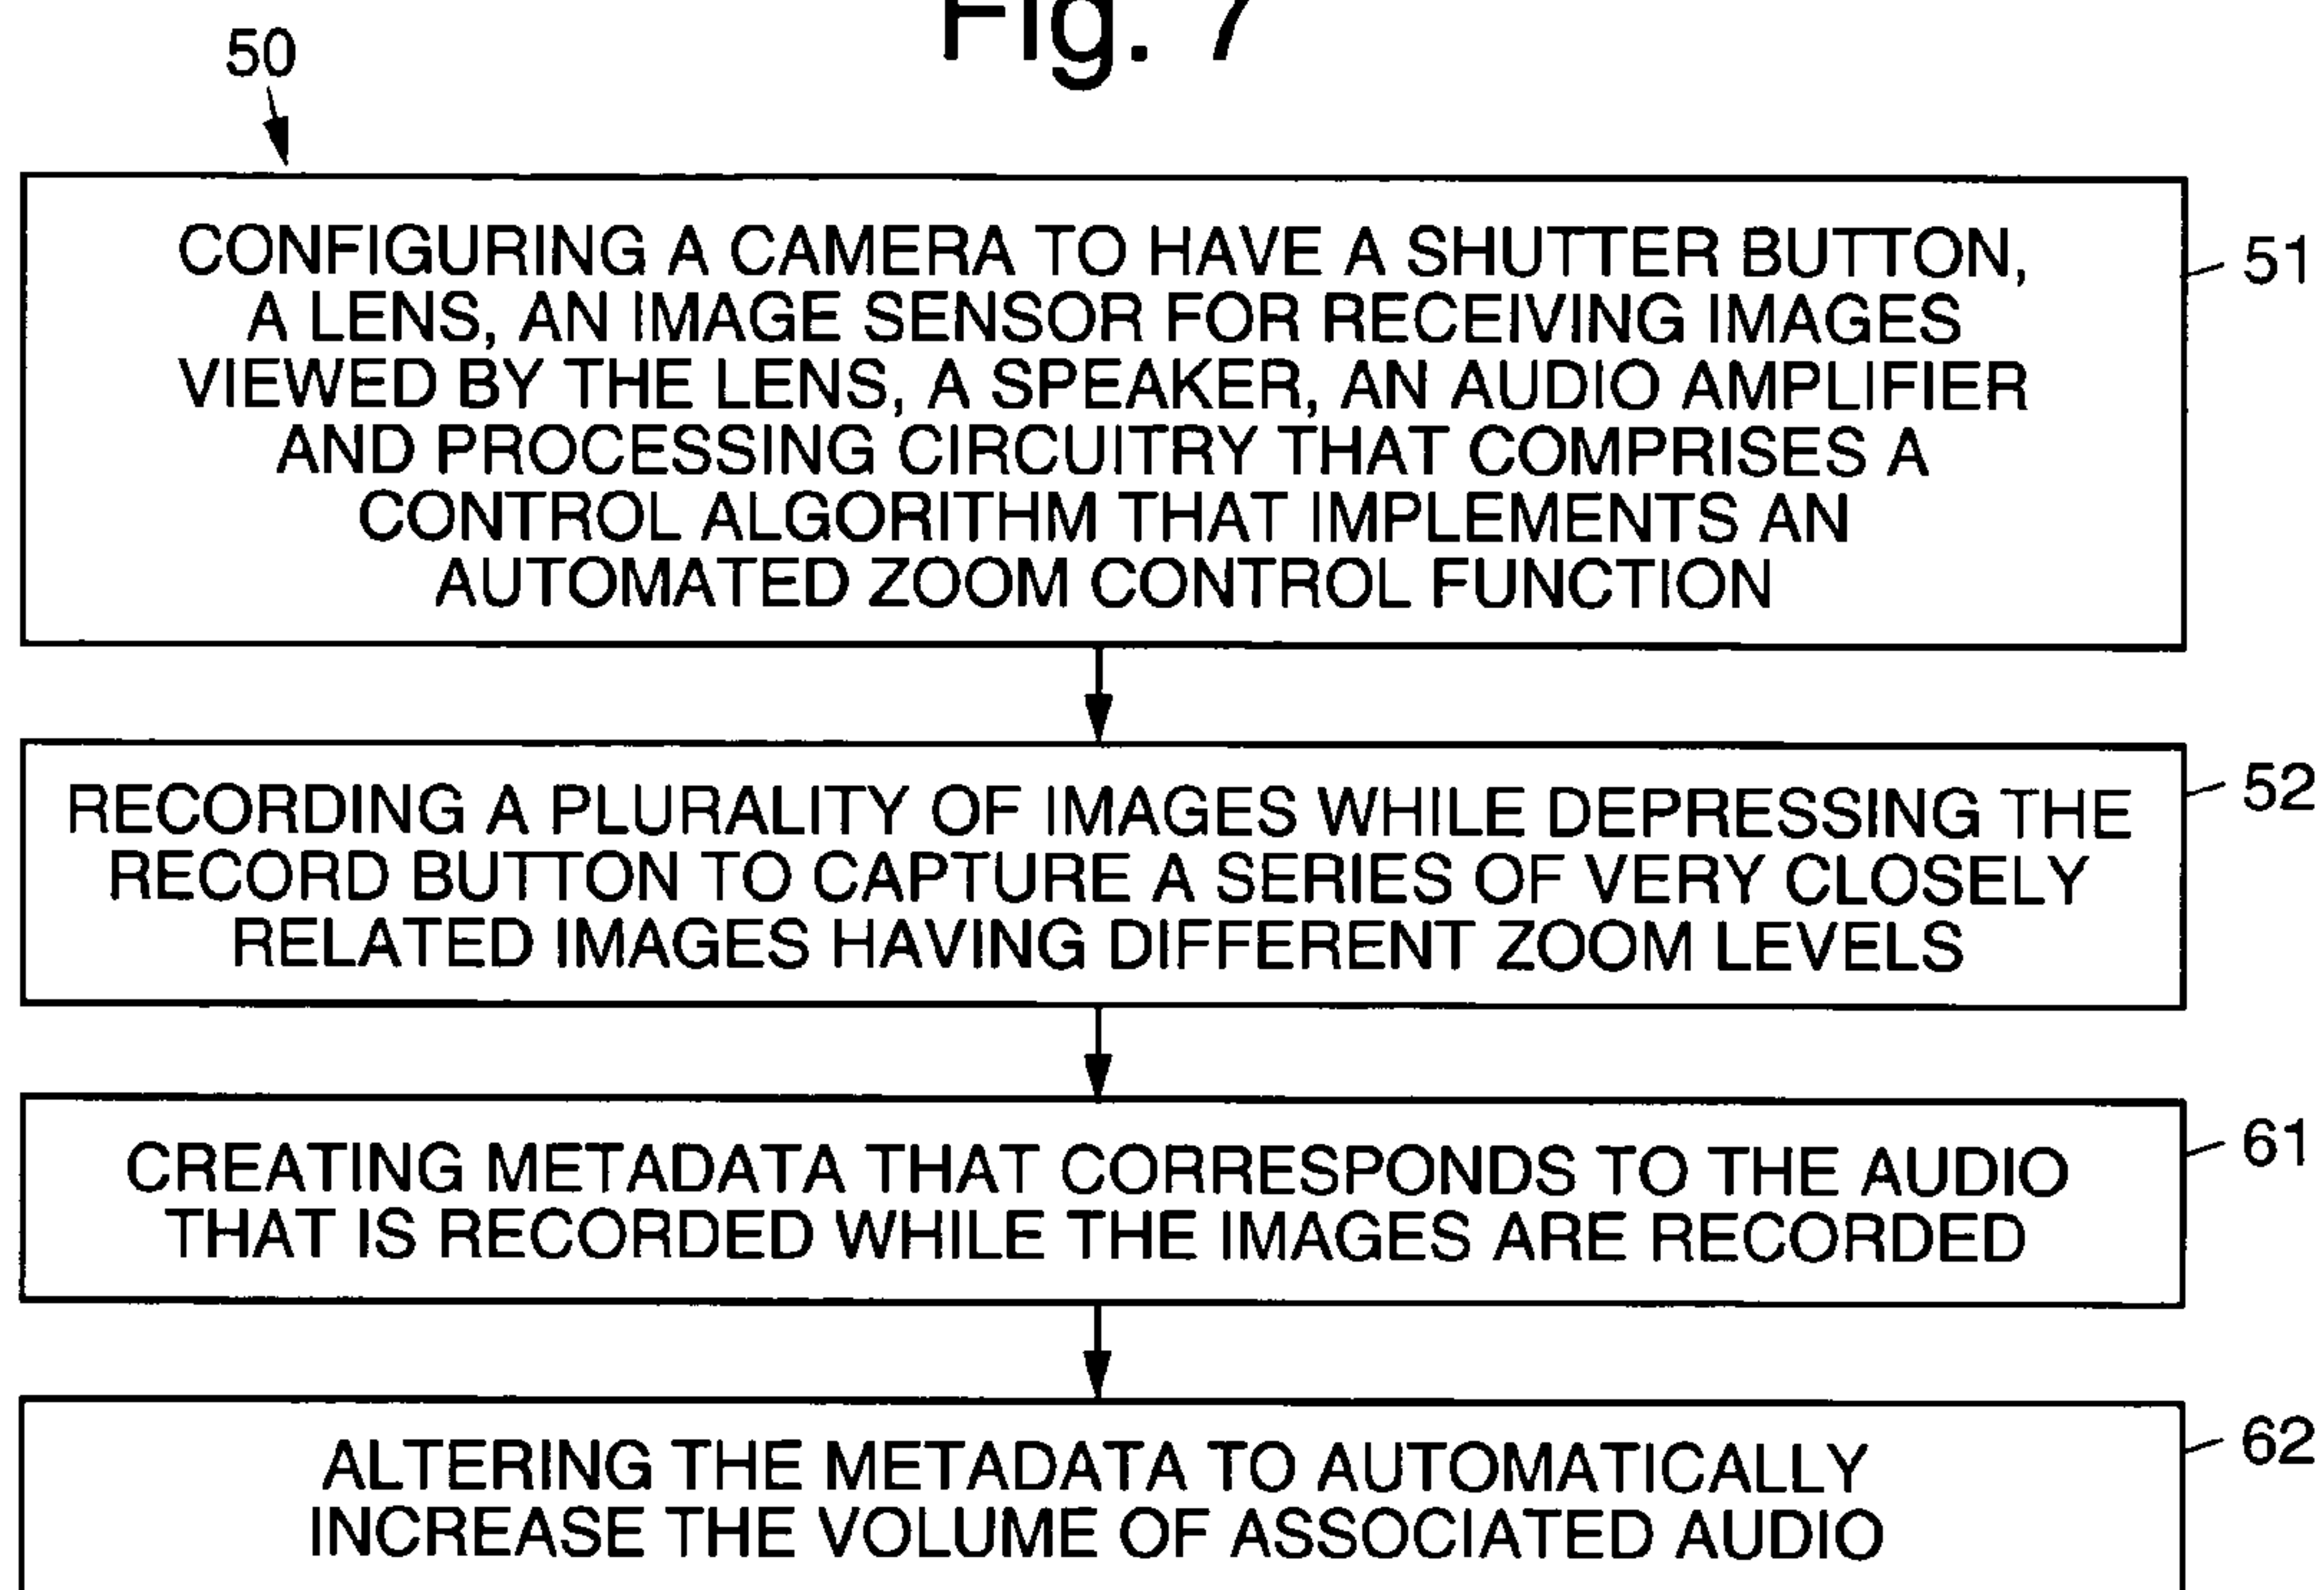 Fig. 7
50
CONFIGURING A CAMERA TO HAVE A SHUTTER BUTTON,
A LENS, AN IMAGE SENSOR FOR RECEIVING IMAGES
VIEWED BY THE LENS, A SPEAKER, AN AUDIO AMPLIFIER
AND PROCESSING CIRCUITRY THAT COMPRISES A
CONTROL ALGORITHM THAT IMPLEMENTS AN
AUTOMATED ZOOM CONTROL FUNCTION
51
RECORDING A PLURALITY OF IMAGES WHILE DEPRESSING THE
RECORD BUTTON TO CAPTURE A SERIES OF VERY CLOSELY
RELATED IMAGES HAVING DIFFERENT ZOOM LEVELS
52
CREATING METADATA THAT CORRESPONDS TO THE AUDIO
THAT IS RECORDED WHILE THE IMAGES ARE RECORDED
61
ALTERING THE METADATA TO AUTOMATICALLY
INCREASE THE VOLUME OF ASSOCIATED AUDIO
62